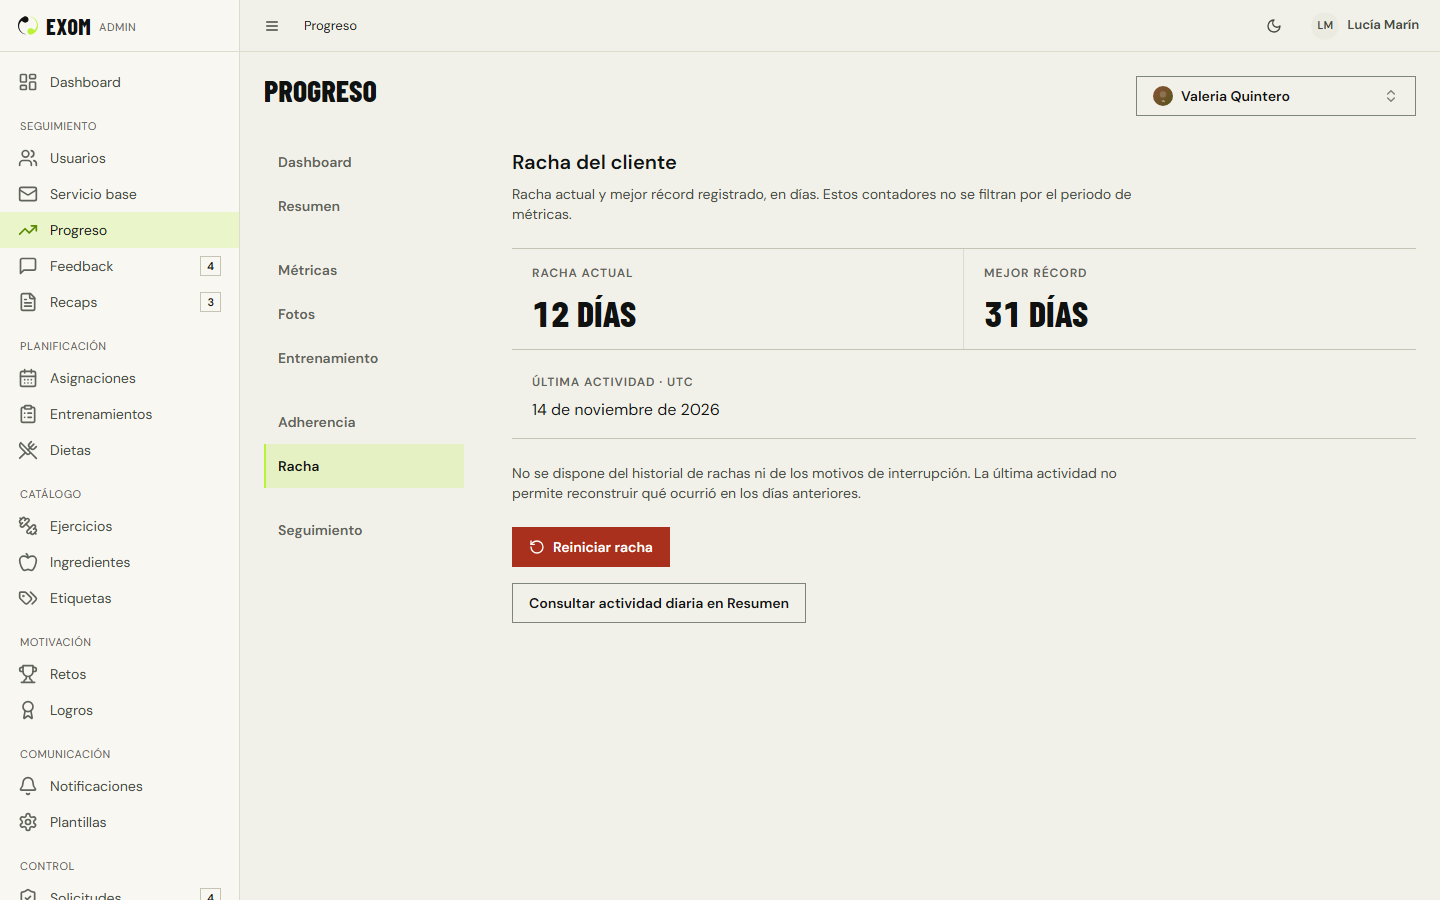 EXOM ADMIN
Progreso
LM Lucía Marín
Dashboard
SEGUIMIENTO
Usuarios
Servicio base
Progreso
Feedback 4
Recaps 3
PLANIFICACIÓN
Asignaciones
Entrenamientos
Dietas
CATÁLOGO
Ejercicios
Ingredientes
Etiquetas
MOTIVACIÓN
Retos
Logros
COMUNICACIÓN
Notificaciones
Plantillas
CONTROL
Solicitudes 4
PROGRESO
Valeria Quintero
Dashboard
Resumen
Métricas
Fotos
Entrenamiento
Adherencia
Racha
Seguimiento
Racha del cliente
Racha actual y mejor récord registrado, en días. Estos contadores no se filtran por el periodo de
métricas.
RACHA ACTUAL
12 DÍAS
MEJOR RÉCORD
31 DÍAS
ÚLTIMA ACTIVIDAD · UTC
14 de noviembre de 2026
No se dispone del historial de rachas ni de los motivos de interrupción. La última actividad no
permite reconstruir qué ocurrió en los días anteriores.
Reiniciar racha
Consultar actividad diaria en Resumen